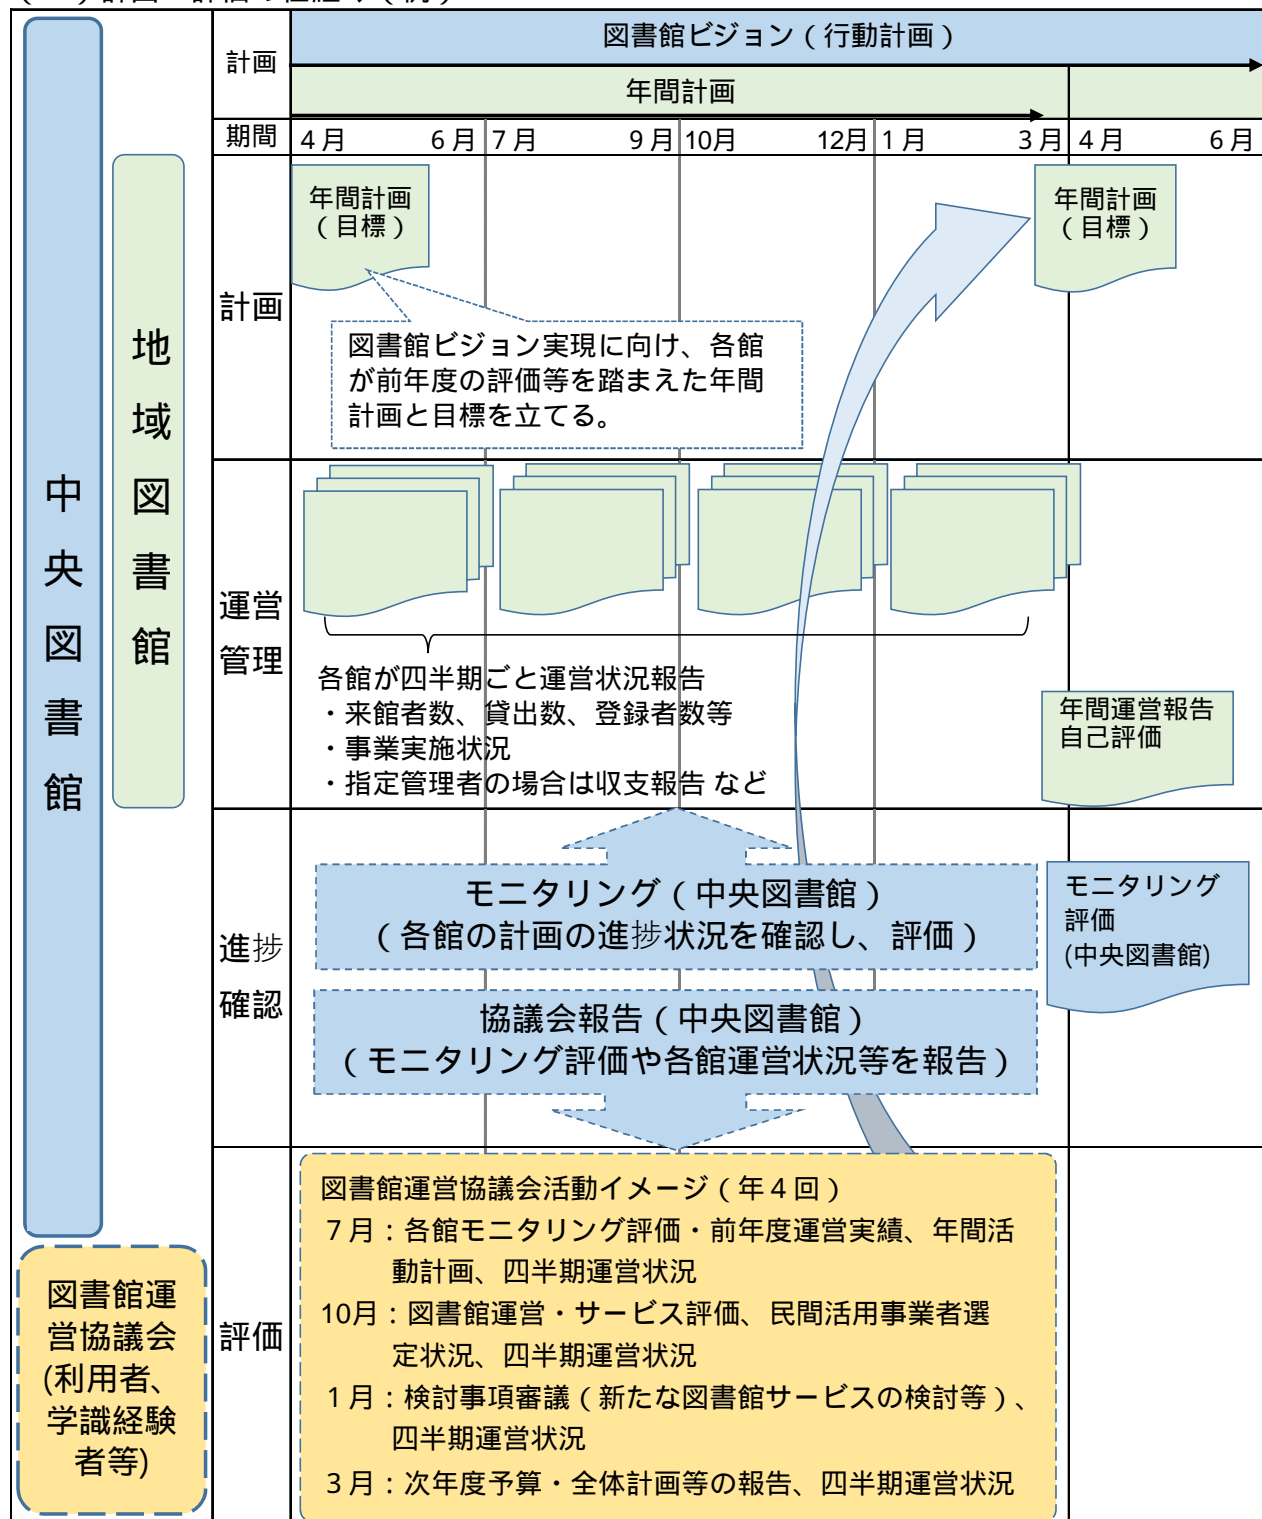 計画
図書館ビジョン（行動計画）
年間計画
期間
４月
６月
７月
９月
10月
12月
１月
３月
４月
６月
中央図書館
地域図書館
計画
年間計画
（目標）
年間計画
（目標）
図書館ビジョン実現に向け、各館
が前年度の評価等を踏まえた年間
計画と目標を立てる。
運営
管理
各館が四半期ごと運営状況報告
・来館者数、貸出数、登録者数等
・事業実施状況
・指定管理者の場合は収支報告 など
年間運営報告
自己評価
進捗
確認
モニタリング（中央図書館）
（各館の計画の進捗状況を確認し、評価）
モニタリング
評価
(中央図書館)
協議会報告（中央図書館）
（モニタリング評価や各館運営状況等を報告）
図書館運
営協議会
(利用者、
学識経験
者等)
評価
図書館運営協議会活動イメージ（年４回）
７月：各館モニタリング評価・前年度運営実績、年間活
動計画、四半期運営状況
10月：図書館運営・サービス評価、民間活用事業者選
定状況、四半期運営状況
１月：検討事項審議（新たな図書館サービスの検討等）、
四半期運営状況
３月：次年度予算・全体計画等の報告、四半期運営状況